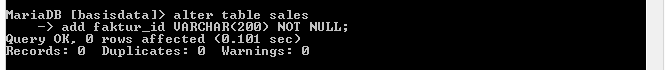 MariaDB [basisdata]> alter table sales
    -> add faktur_id VARCHAR(200) NOT NULL;
Query OK, 0 rows affected (0.101 sec)
Records: 0  Duplicates: 0  Warnings: 0